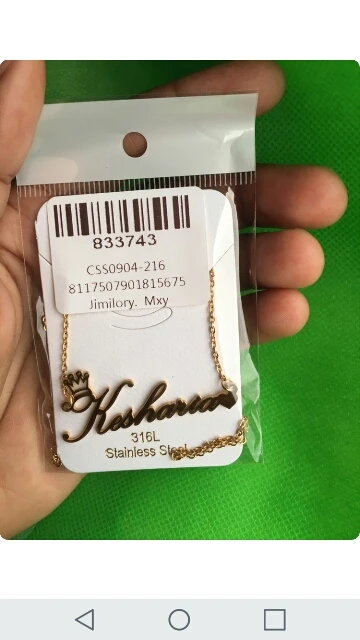 833743
CSS0904-216
8117507901815675
Jimilory. Mxy
Kesharia
316L
Stainless Steel